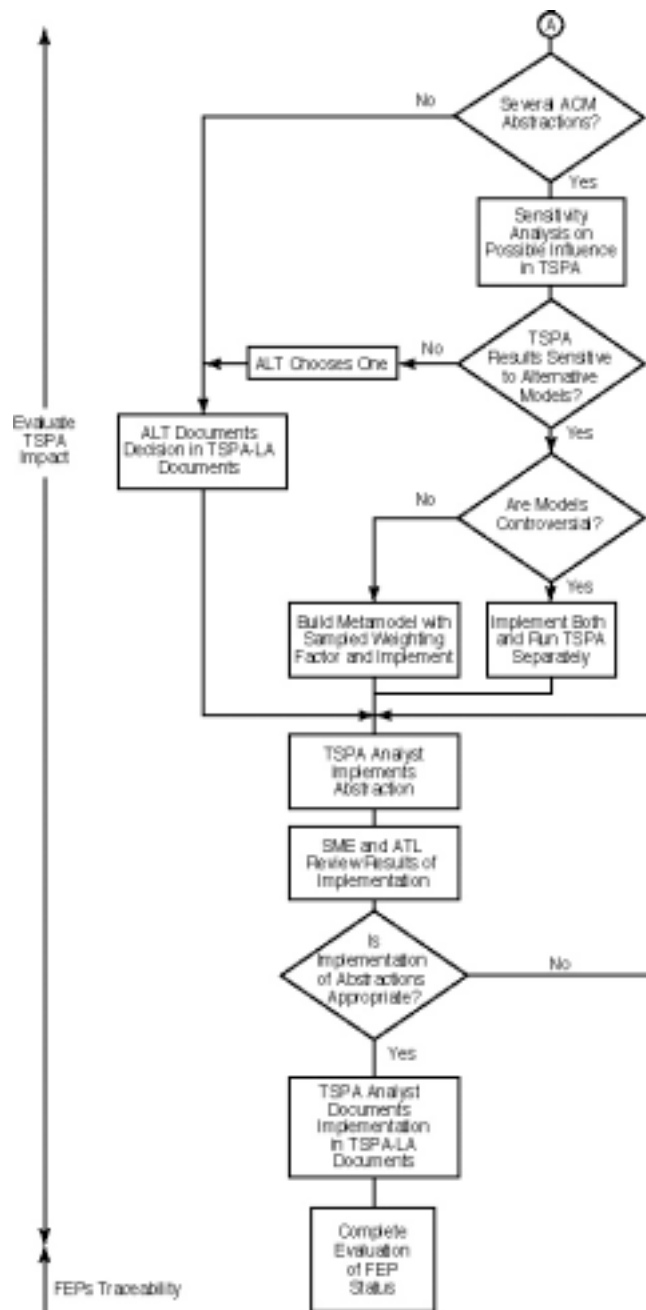 A
No
Several ACM
Abstractions?
Yes
Sensitivity
Analysis on
Possible Influence
in TSPA
ALT Chooses One
No
TSPA
Results Sensitive
to Alternative
Models?
Yes
Evaluate
TSPA
Impact
ALT Documents
Decision in TSPA-LA
Documents
No
Are Models
Controversial?
Yes
Build Metamodel with
Sampled Weighting
Factor and Implement
Implement Both
and Run TSPA
Separately
TSPA Analyst
Implements
Abstraction
SME and ATL
Review Results of
Implementation
Is
Implementation
of Abstractions
Appropriate?
No
Yes
TSPA Analyst
Documents
Implementation
in TSPA-LA
Documents
Complete
Evaluation
of FEP
Status
FEPs Traceability